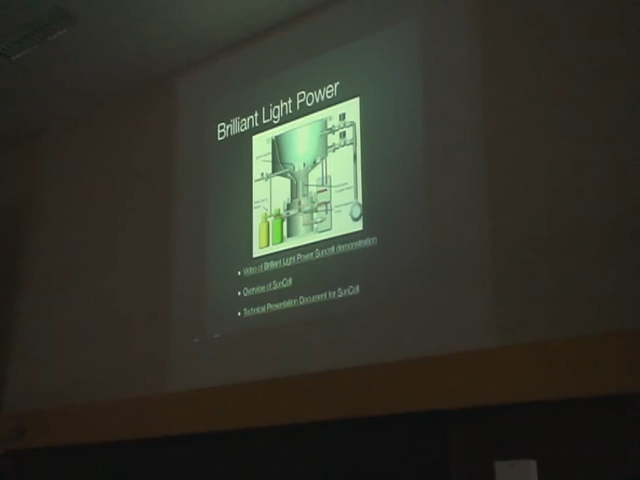 Brilliant Light Power
Video of Brilliant Light Power Suncell demonstration
Overview of SunCell
Technical Presentation Document for SunCell